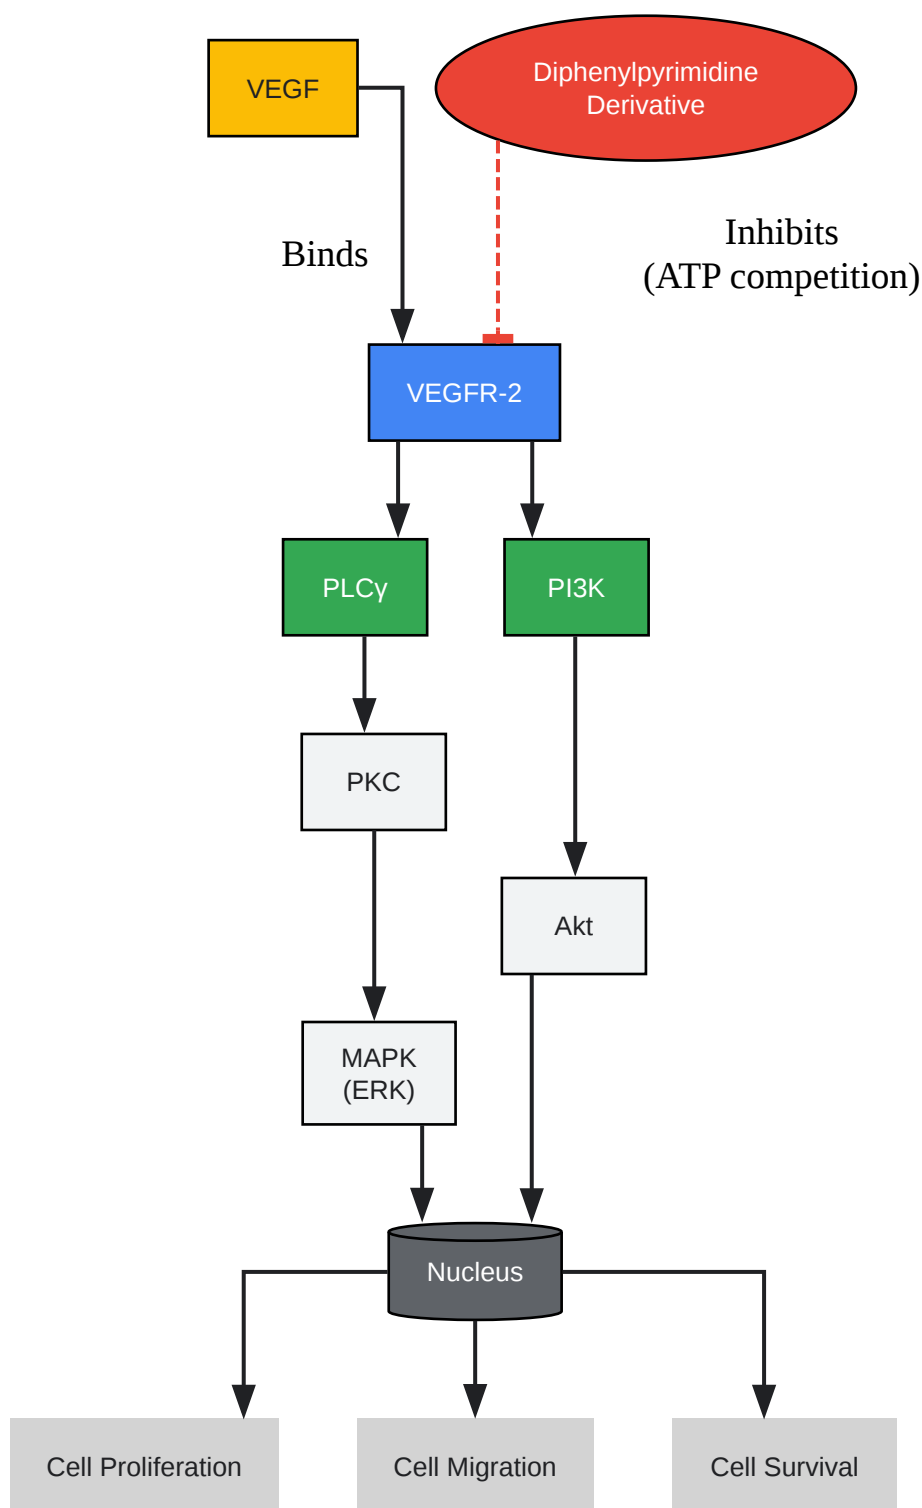 VEGF
Diphenylpyrimidine
Derivative
Binds
Inhibits
(ATP competition)
VEGFR-2
PLCγ
PI3K
PKC
Akt
MAPK
(ERK)
Nucleus
Cell Proliferation
Cell Migration
Cell Survival